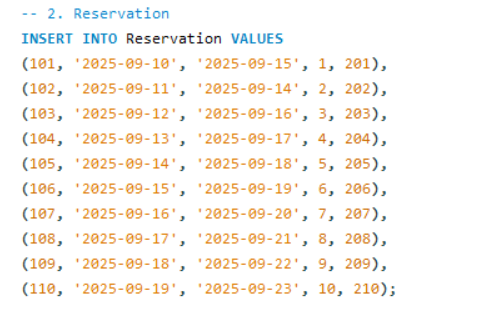 -- 2. Reservation
INSERT INTO Reservation VALUES
(101, '2025-09-10', '2025-09-15', 1, 201),
(102, '2025-09-11', '2025-09-14', 2, 202),
(103, '2025-09-12', '2025-09-16', 3, 203),
(104, '2025-09-13', '2025-09-17', 4, 204),
(105, '2025-09-14', '2025-09-18', 5, 205),
(106, '2025-09-15', '2025-09-19', 6, 206),
(107, '2025-09-16', '2025-09-20', 7, 207),
(108, '2025-09-17', '2025-09-21', 8, 208),
(109, '2025-09-18', '2025-09-22', 9, 209),
(110, '2025-09-19', '2025-09-23', 10, 210);